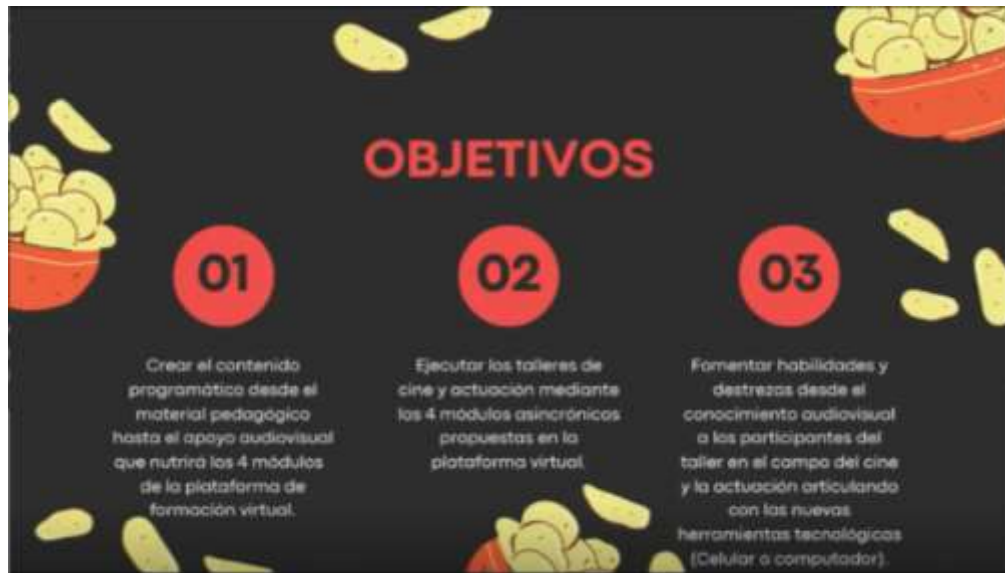 OBJETIVOS
01
Crear el contenido
programático desde el
material pedagógico
hasta el apoyo audiovisual
que nutrirá los 4 módulos
de la plataforma de
formación virtual.
02
Ejecutar los talleres de
cine y actuación mediante
los 4 módulos asincrónicos
propuestas en la
plataforma virtual.
03
Fomentar habilidades y
destrezas desde el
conocimiento audiovisual
a los participantes del
taller en el campo del cine
y la actuación articulando
con las nuevas
herramientas tecnológicas
(Celular o computador).